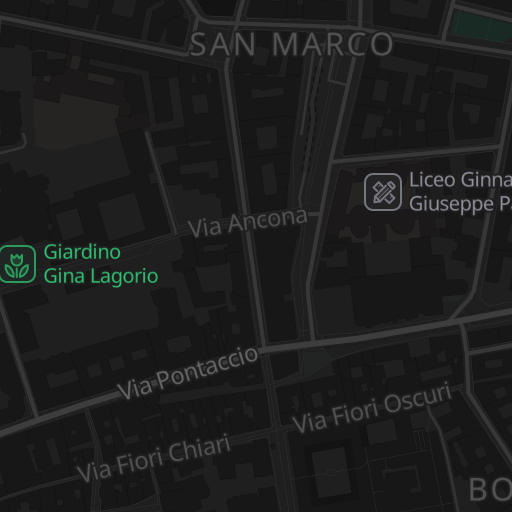 SAN MARCO
Liceo Ginna
Giuseppe Pa
Via Ancona
Giardino
Gina Lagorio
Via Pontaccio
Via Fiori Oscuri
Via Fiori Chiari
BO